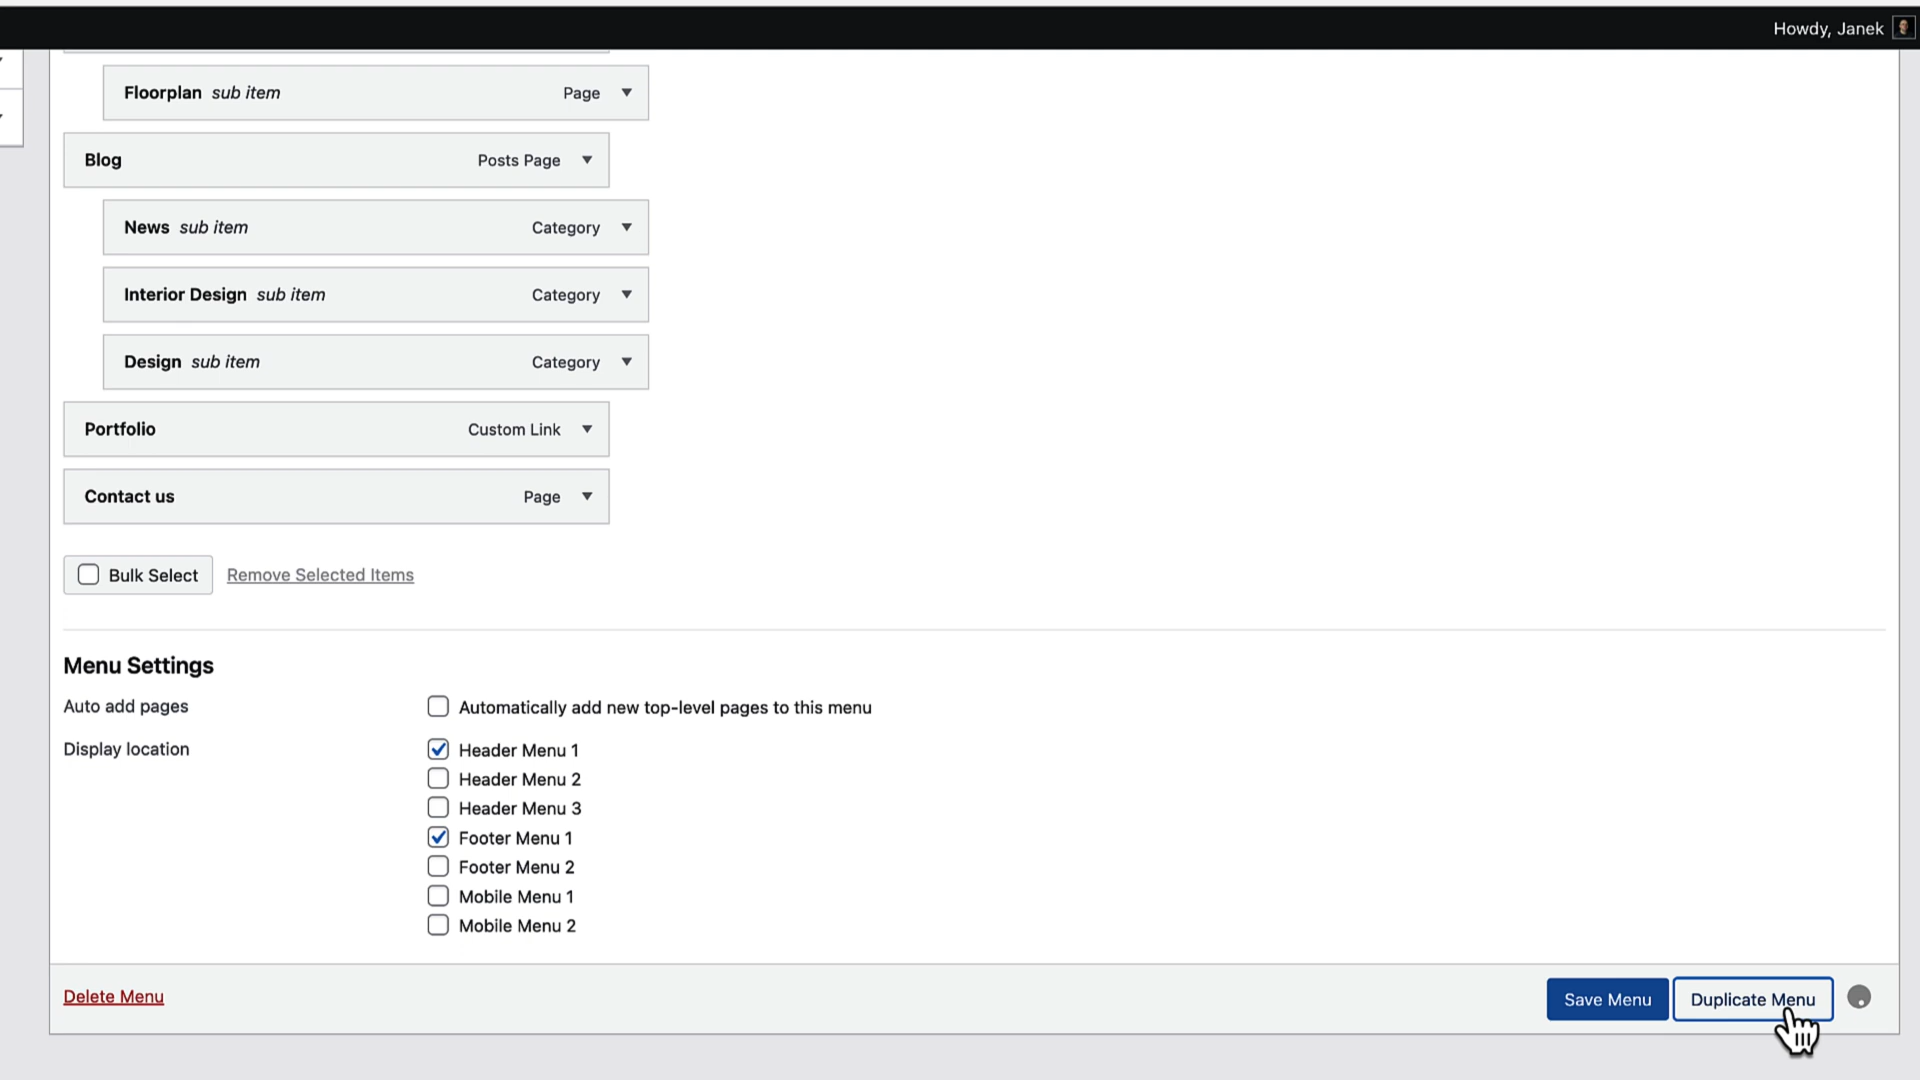 Howdy, Janek
Floorplan sub item Page
Blog Posts Page
News sub item Category
Interior Design sub item Category
Design sub item Category
Portfolio Custom Link
Contact us Page
Bulk Select Remove Selected Items
Menu Settings
Auto add pages Automatically add new top-level pages to this menu
Display location Header Menu 1
Header Menu 2
Header Menu 3
Footer Menu 1
Footer Menu 2
Mobile Menu 1
Mobile Menu 2
Delete Menu Save Menu Duplicate Menu